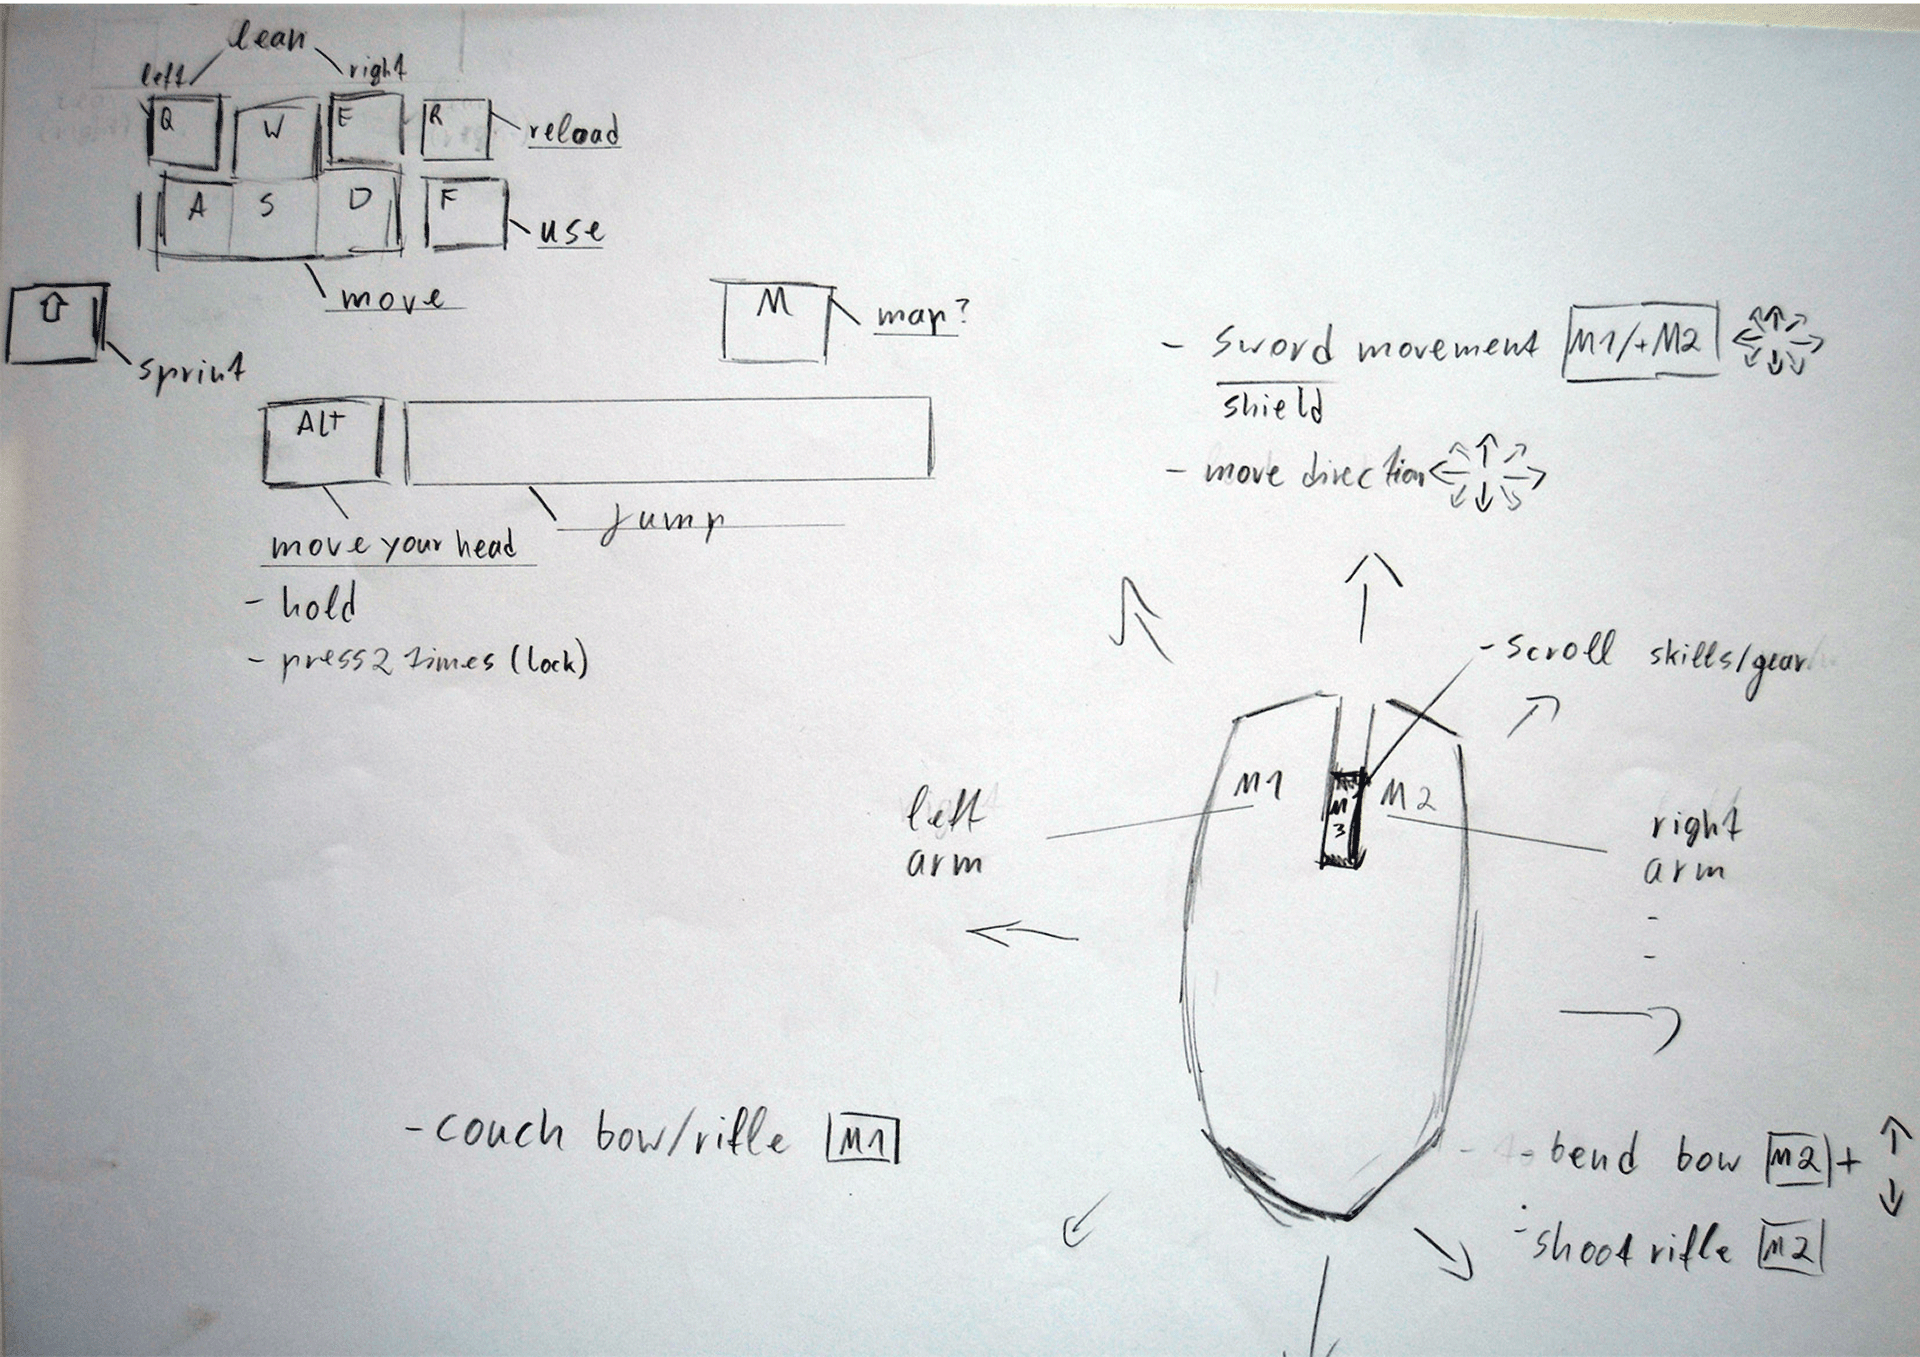 lean
left right
Q W E R
reload
A S D F
use
move
⇧
sprint
M
map?
ALt
jump
move your head
- hold
- press 2 times (lock)
- sword movement M1/+M2
shield
- move direction
- scroll skills/gear
M1 M3 M2
left
arm
right
arm
-
-
- couch bow/rifle M1
- bend bow M2 + ↑ ↓
- shoot rifle M2